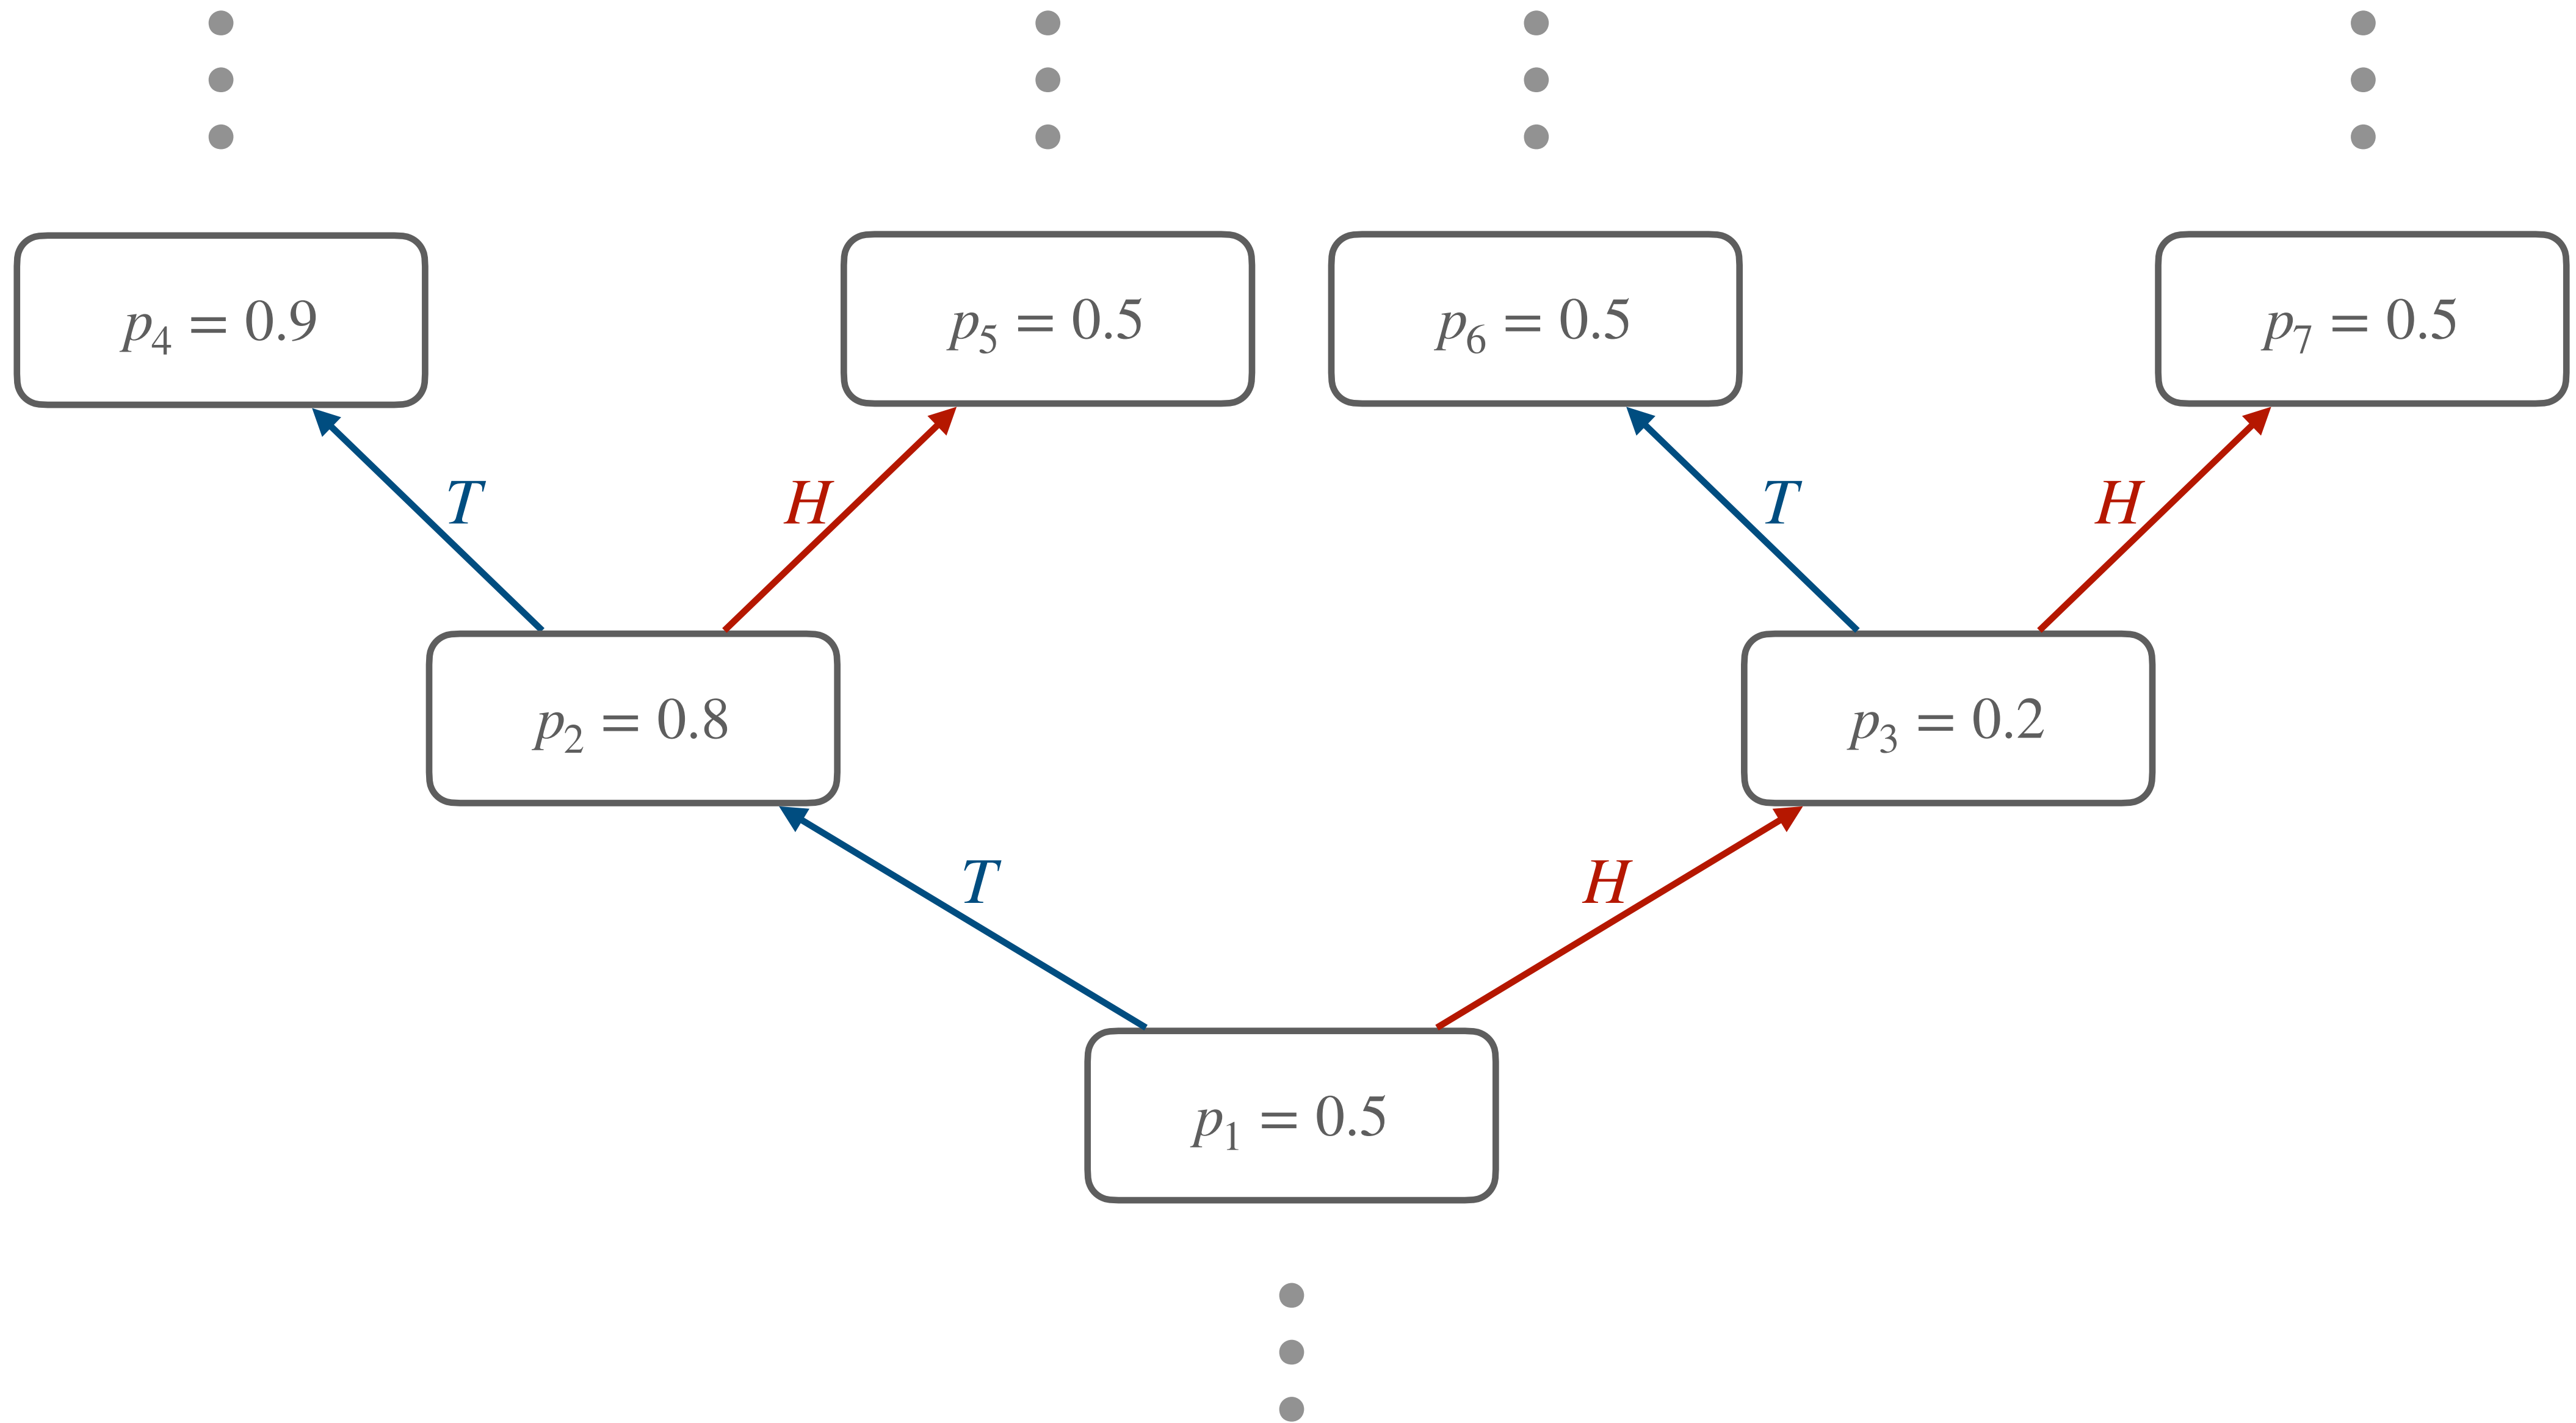 p₄ = 0.9
p₅ = 0.5
p₆ = 0.5
p₇ = 0.5
T
H
T
H
p₂ = 0.8
p₃ = 0.2
T
H
p₁ = 0.5